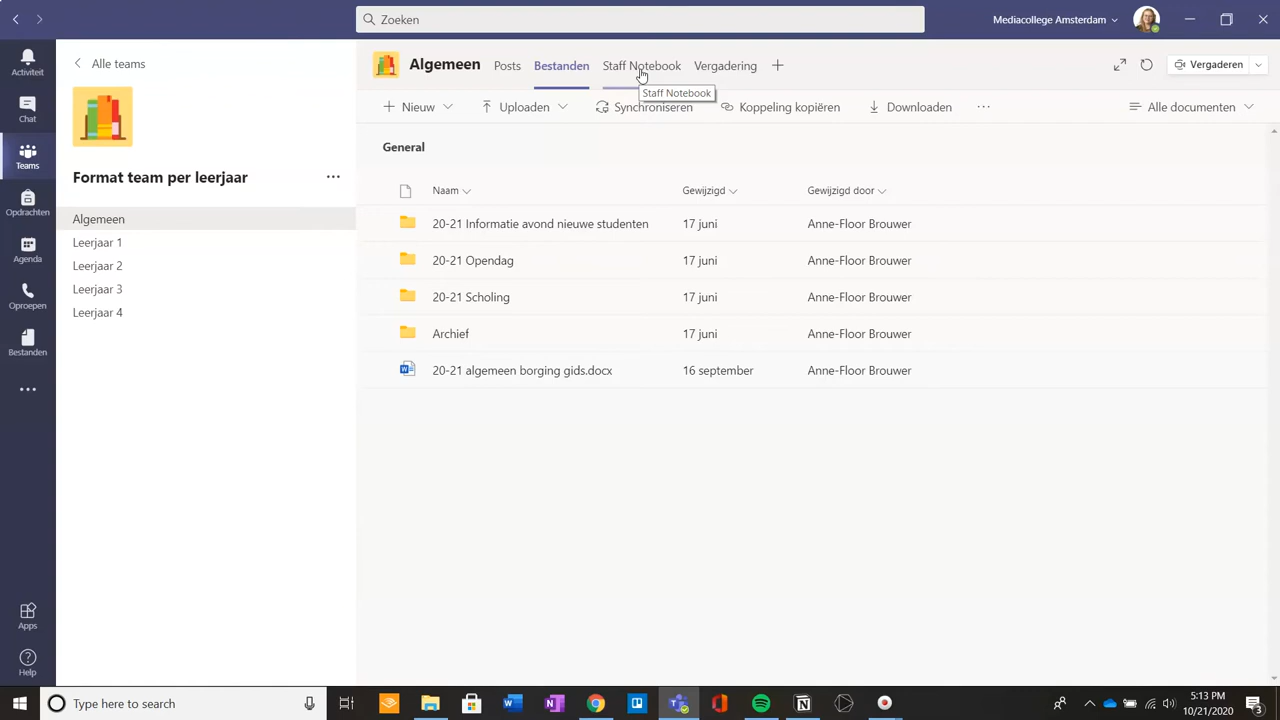 Zoeken
Mediacollege Amsterdam
Activiteit
Chat
Teams
Opdrachten
Agenda
Oproepen
Bestanden
Apps
Help
Alle teams
Format team per leerjaar
Algemeen
Leerjaar 1
Leerjaar 2
Leerjaar 3
Leerjaar 4
Algemeen Posts Bestanden Staff Notebook Vergadering
Vergaderen
Staff Notebook
Nieuw Uploaden Synchroniseren Koppeling kopiëren Downloaden Alle documenten
General
Naam Gewijzigd Gewijzigd door
20-21 Informatie avond nieuwe studenten 17 juni Anne-Floor Brouwer
20-21 Opendag 17 juni Anne-Floor Brouwer
20-21 Scholing 17 juni Anne-Floor Brouwer
Archief 17 juni Anne-Floor Brouwer
20-21 algemeen borging gids.docx 16 september Anne-Floor Brouwer
Type here to search
5:13 PM
10/21/2020